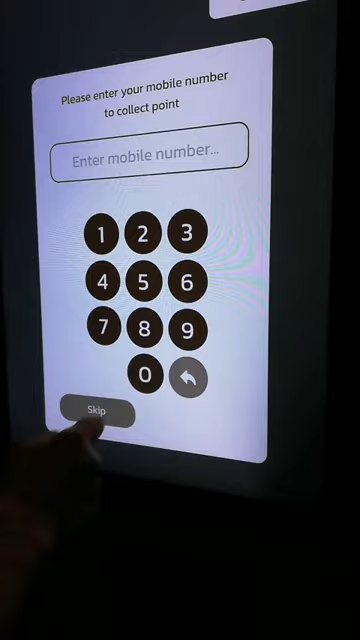 Please enter your mobile number
to collect point
Enter mobile number...
1 2 3
4 5 6
7 8 9
0
Skip